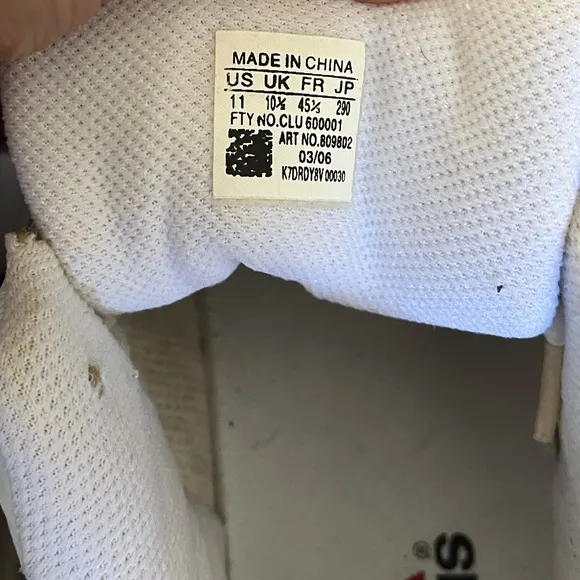 MADE IN CHINA
US UK FR JP
11 10½ 45⅓ 290
FTY NO.CLU 600001
ART NO.809802
03/06
K7DRDY8V 00030
®